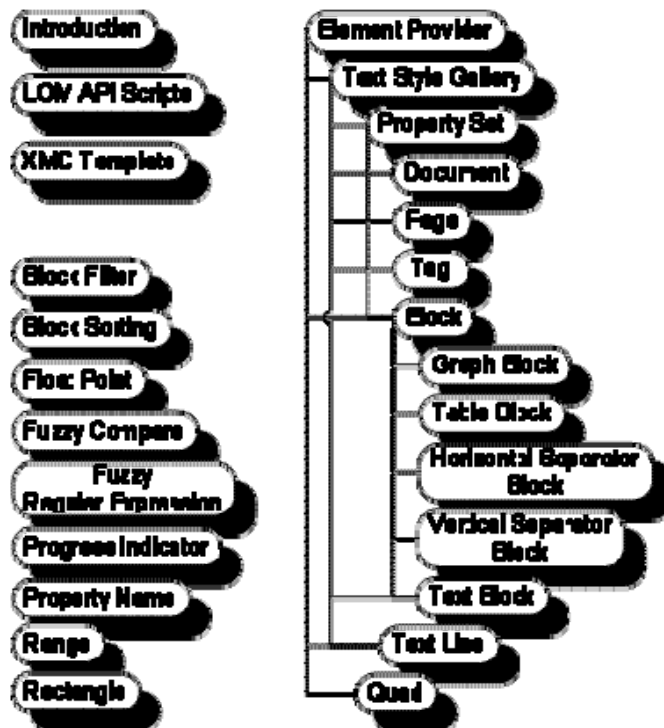 Introduction
LOM API Scripts
XMC Template
Block Filter
Block Sorting
Float Point
Fuzzy Compare
Fuzzy
Regular Expression
Progress Indicator
Property Name
Range
Rectangle
Element Provider
Text Style Gallery
Property Set
Document
Page
Tag
Block
Graph Block
Table Block
Horizontal Separator
Block
Vertical Separator
Block
Text Block
Text Line
Quad